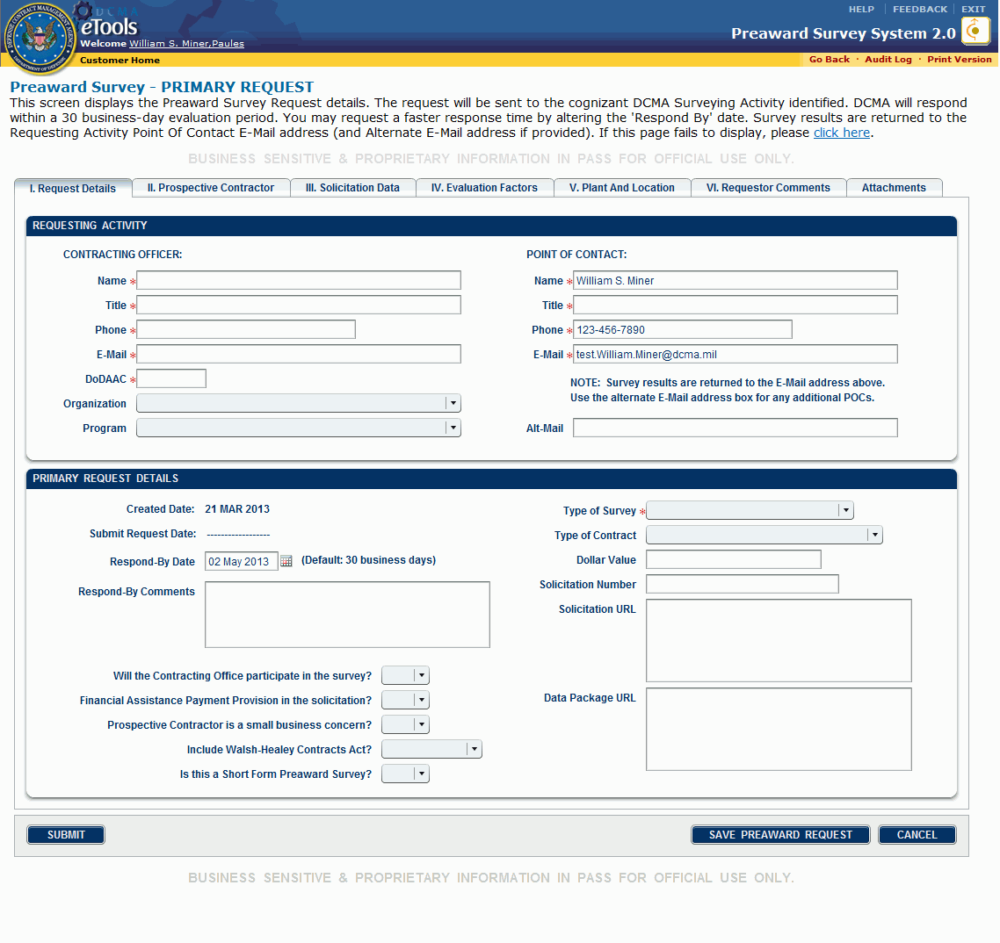 HELP | FEEDBACK | EXIT
DCMA
eTools
Preaward Survey System 2.0
Welcome William S. Miner,Paules
Customer Home
Go Back · Audit Log · Print Version
DEFENSE CONTRACT MANAGEMENT AGENCY
DEPARTMENT OF DEFENSE
Preaward Survey - PRIMARY REQUEST
This screen displays the Preaward Survey Request details. The request will be sent to the cognizant DCMA Surveying Activity identified. DCMA will respond
within a 30 business-day evaluation period. You may request a faster response time by altering the 'Respond By' date. Survey results are returned to the
Requesting Activity Point Of Contact E-Mail address (and Alternate E-Mail address if provided). If this page fails to display, please click here.
BUSINESS SENSITIVE & PROPRIETARY INFORMATION IN PASS FOR OFFICIAL USE ONLY.
I. Request Details
II. Prospective Contractor
III. Solicitation Data
IV. Evaluation Factors
V. Plant And Location
VI. Requestor Comments
Attachments
REQUESTING ACTIVITY
CONTRACTING OFFICER:
Name *
Title *
Phone *
E-Mail *
DoDAAC *
Organization
Program
POINT OF CONTACT:
Name * William S. Miner
Title *
Phone * 123-456-7890
E-Mail * test.William.Miner@dcma.mil
NOTE: Survey results are returned to the E-Mail address above.
Use the alternate E-Mail address box for any additional POCs.
Alt-Mail
PRIMARY REQUEST DETAILS
Created Date: 21 MAR 2013
Submit Request Date: ------------------
Respond-By Date 02 May 2013 (Default: 30 business days)
Respond-By Comments
Will the Contracting Office participate in the survey?
Financial Assistance Payment Provision in the solicitation?
Prospective Contractor is a small business concern?
Include Walsh-Healey Contracts Act?
Is this a Short Form Preaward Survey?
Type of Survey *
Type of Contract
Dollar Value
Solicitation Number
Solicitation URL
Data Package URL
SUBMIT
SAVE PREAWARD REQUEST
CANCEL
BUSINESS SENSITIVE & PROPRIETARY INFORMATION IN PASS FOR OFFICIAL USE ONLY.